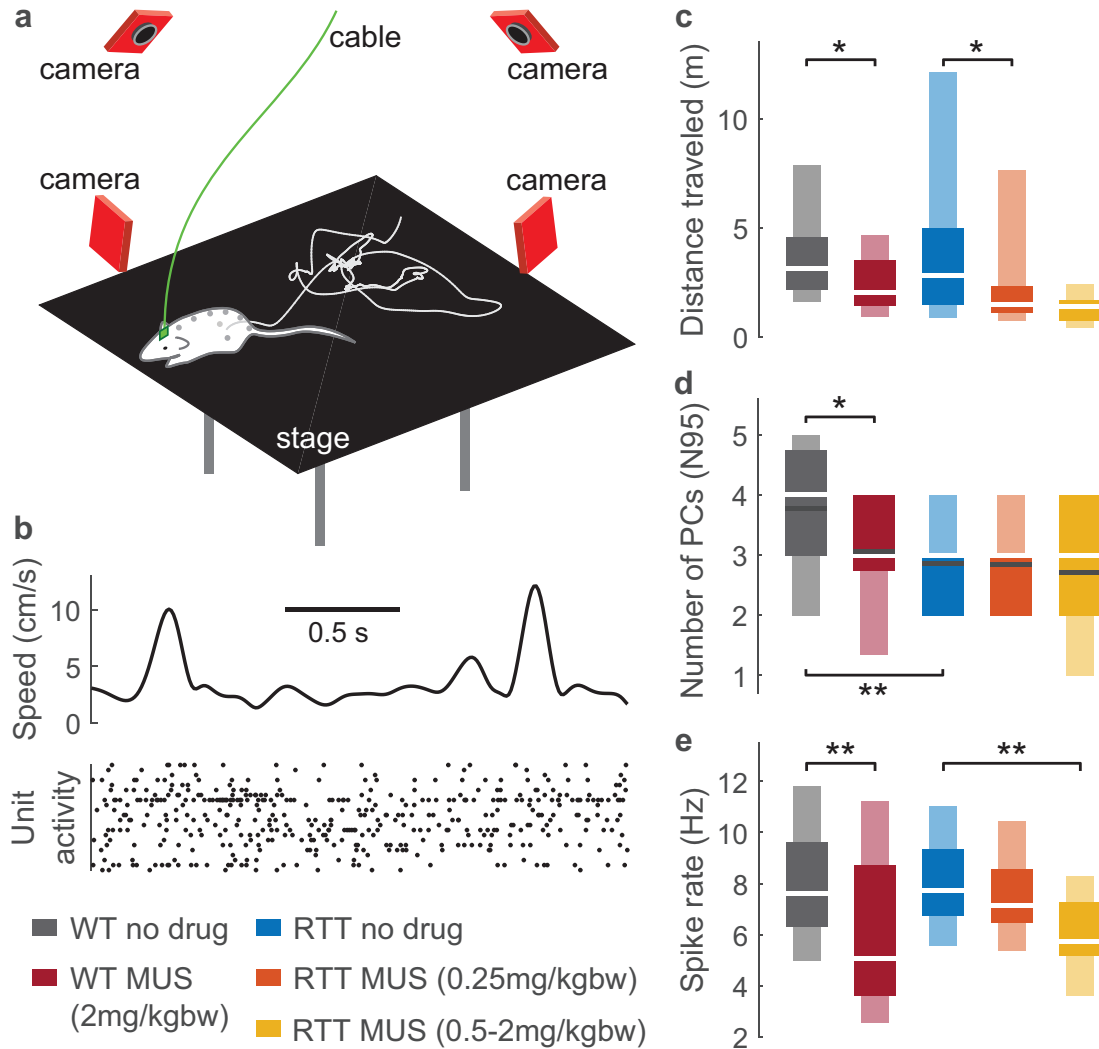 a
camera
cable
camera
camera
camera
stage
b
Speed (cm/s)
10
5
0
0.5 s
Unit
activity
WT no drug
WT MUS
(2mg/kgbw)
RTT no drug
RTT MUS (0.25mg/kgbw)
RTT MUS (0.5-2mg/kgbw)
c
Distance traveled (m)
10
5
0
*
*
d
Number of PCs (N95)
5
4
3
2
1
*
**
e
Spike rate (Hz)
12
10
8
6
4
2
**
**